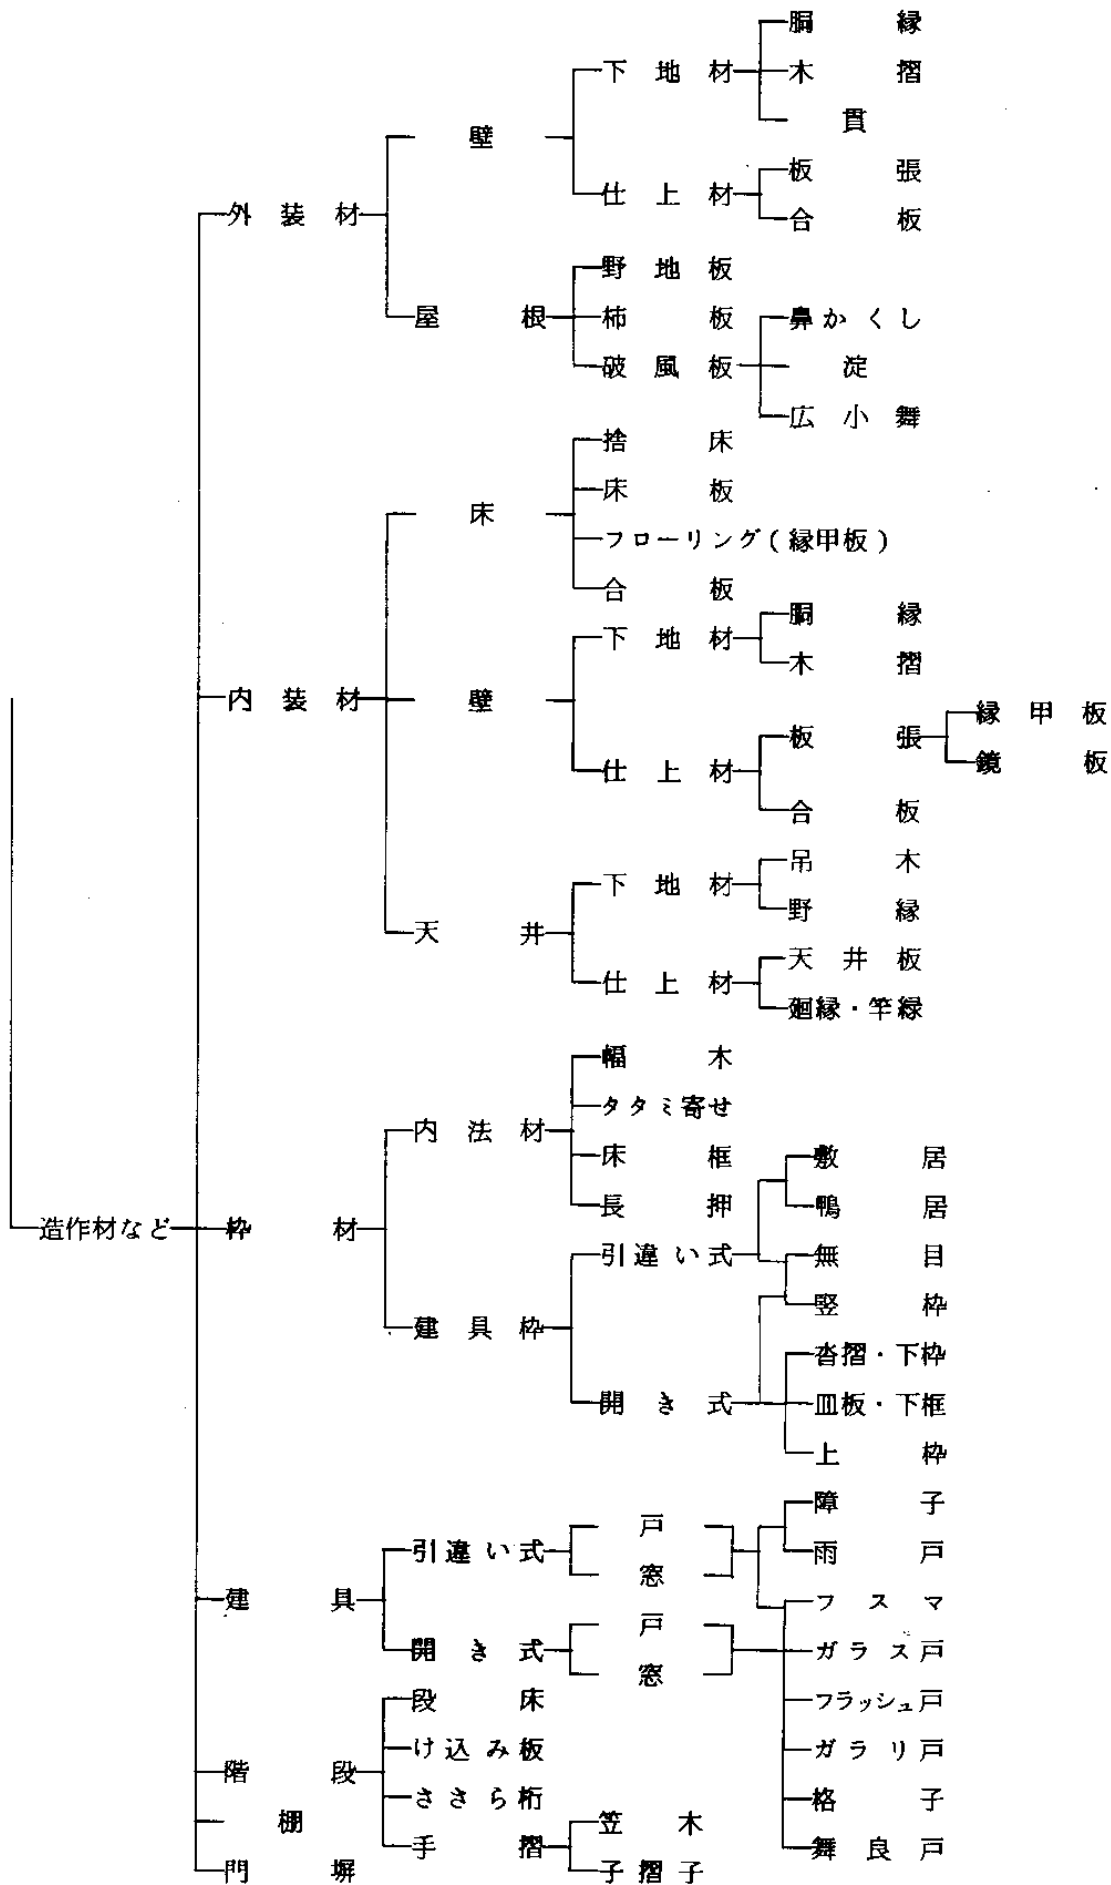 胴縁
下地材 木摺
貫
壁
板張
仕上材
外装材 合板
野地板
屋根 柿板 鼻かくし
破風板 淀
広小舞
捨床
床板
床
フローリング(縁甲板)
合板
胴縁
下地材
木摺
内装材 壁 縁甲板
板張
鏡板
仕上材
合板
吊木
下地材
野縁
天井
天井板
仕上材
廻縁・竿縁
幅木
タタミ寄せ
内法材
床框 敷居
長押 鴨居
造作材など 枠材
引違い式 無目
竪枠
建具枠
沓摺・下枠
開き式 皿板・下框
上枠
障子
戸
引違い式 雨戸
窓
建具 フスマ
戸
開き式 ガラス戸
窓
段床 フラッシュ戸
け込み板 ガラリ戸
階段
ささら桁 格子
棚 笠木
手摺 舞良戸
門塀 子摺子